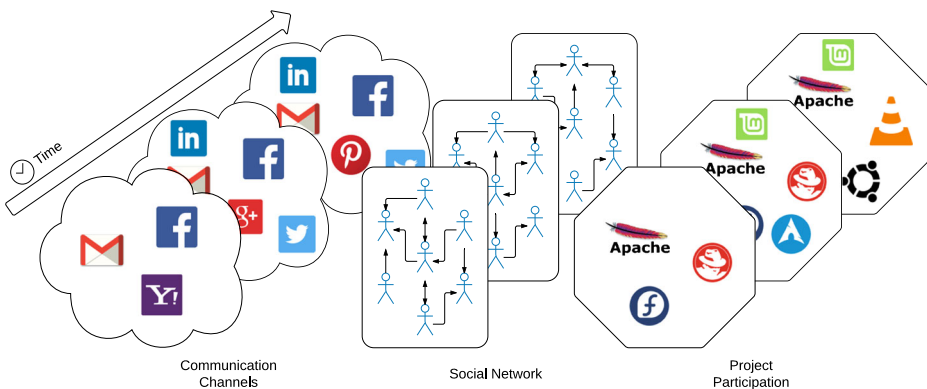 Time
in
in
g+
Y!
Apache
Apache
Apache
Communication
Channels
Social Network
Project
Participation